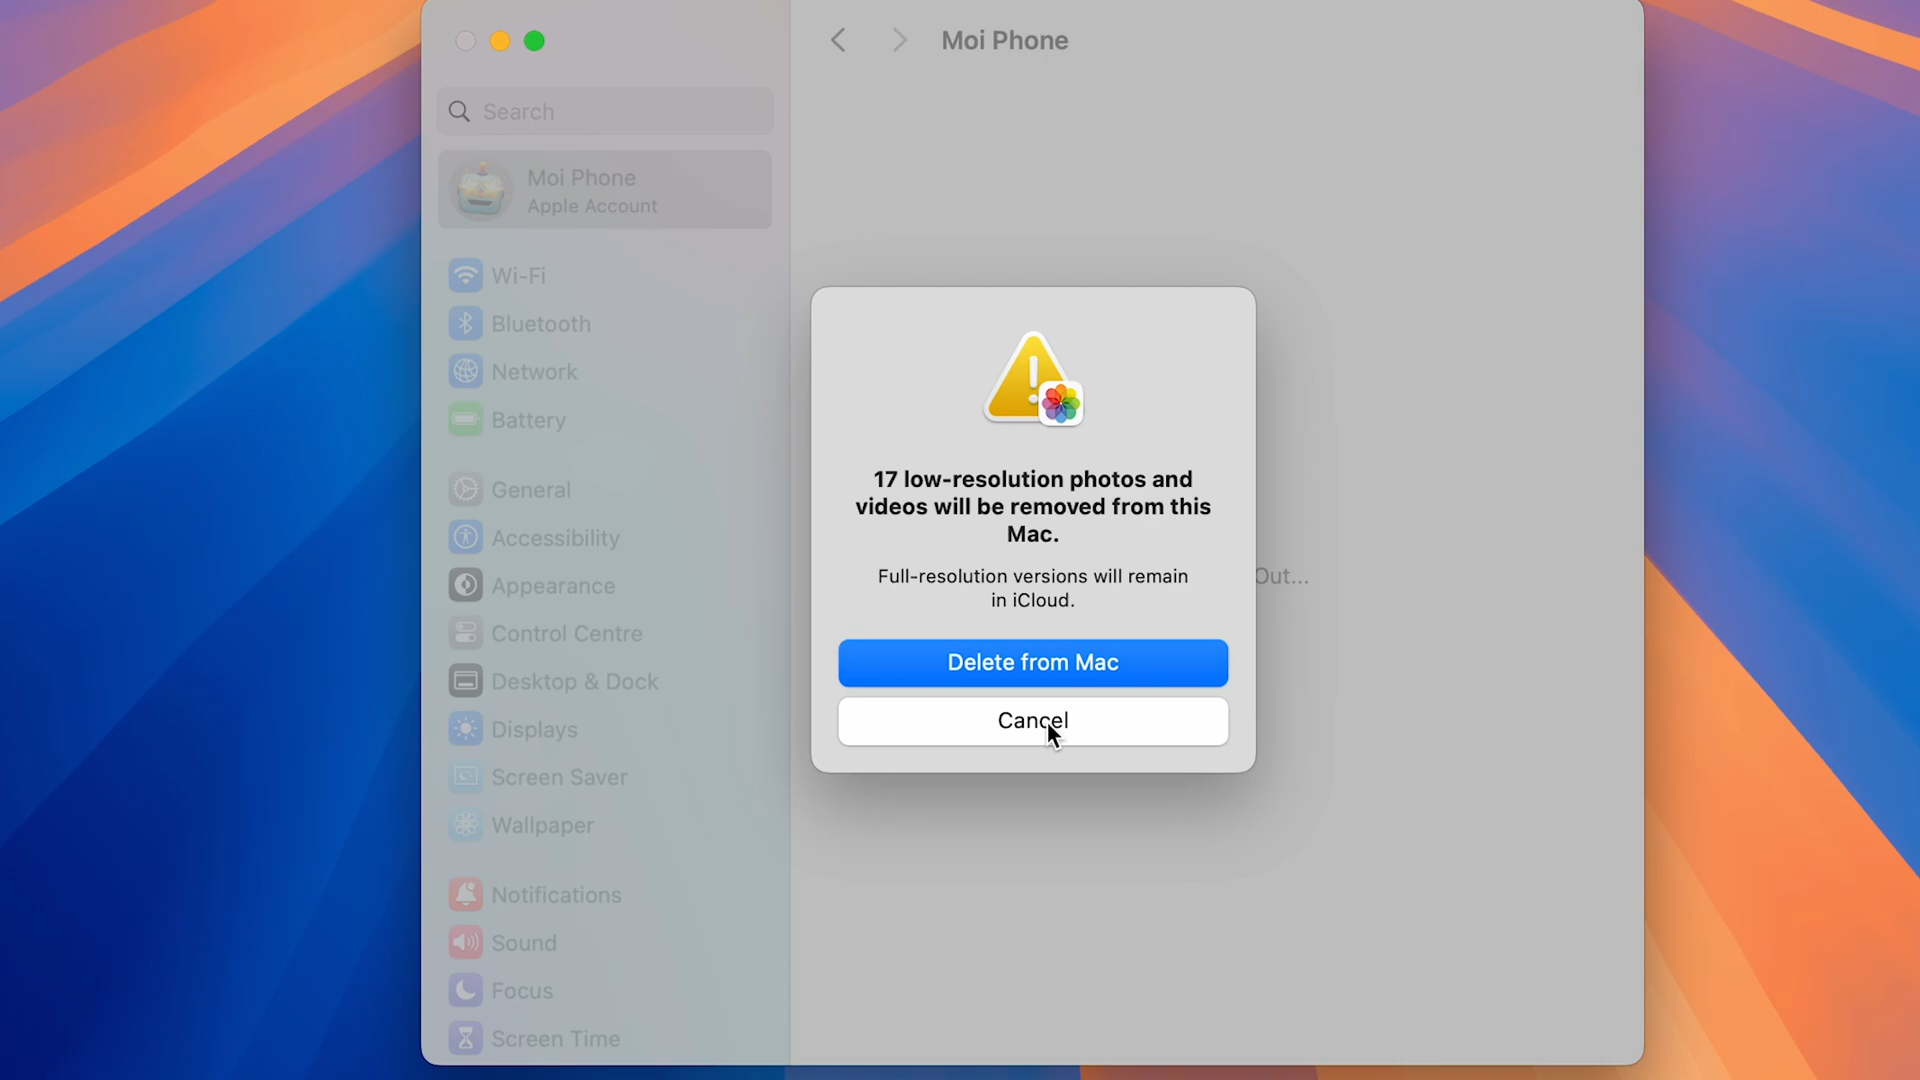 Moi Phone
Search
Moi Phone
Apple Account
Wi-Fi
Bluetooth
Network
Battery
General
Accessibility
Appearance
Control Centre
Desktop & Dock
Displays
Screen Saver
Wallpaper
Notifications
Sound
Focus
Screen Time
17 low-resolution photos and
videos will be removed from this
Mac.
Full-resolution versions will remain
in iCloud.
Out...
Delete from Mac
Cancel